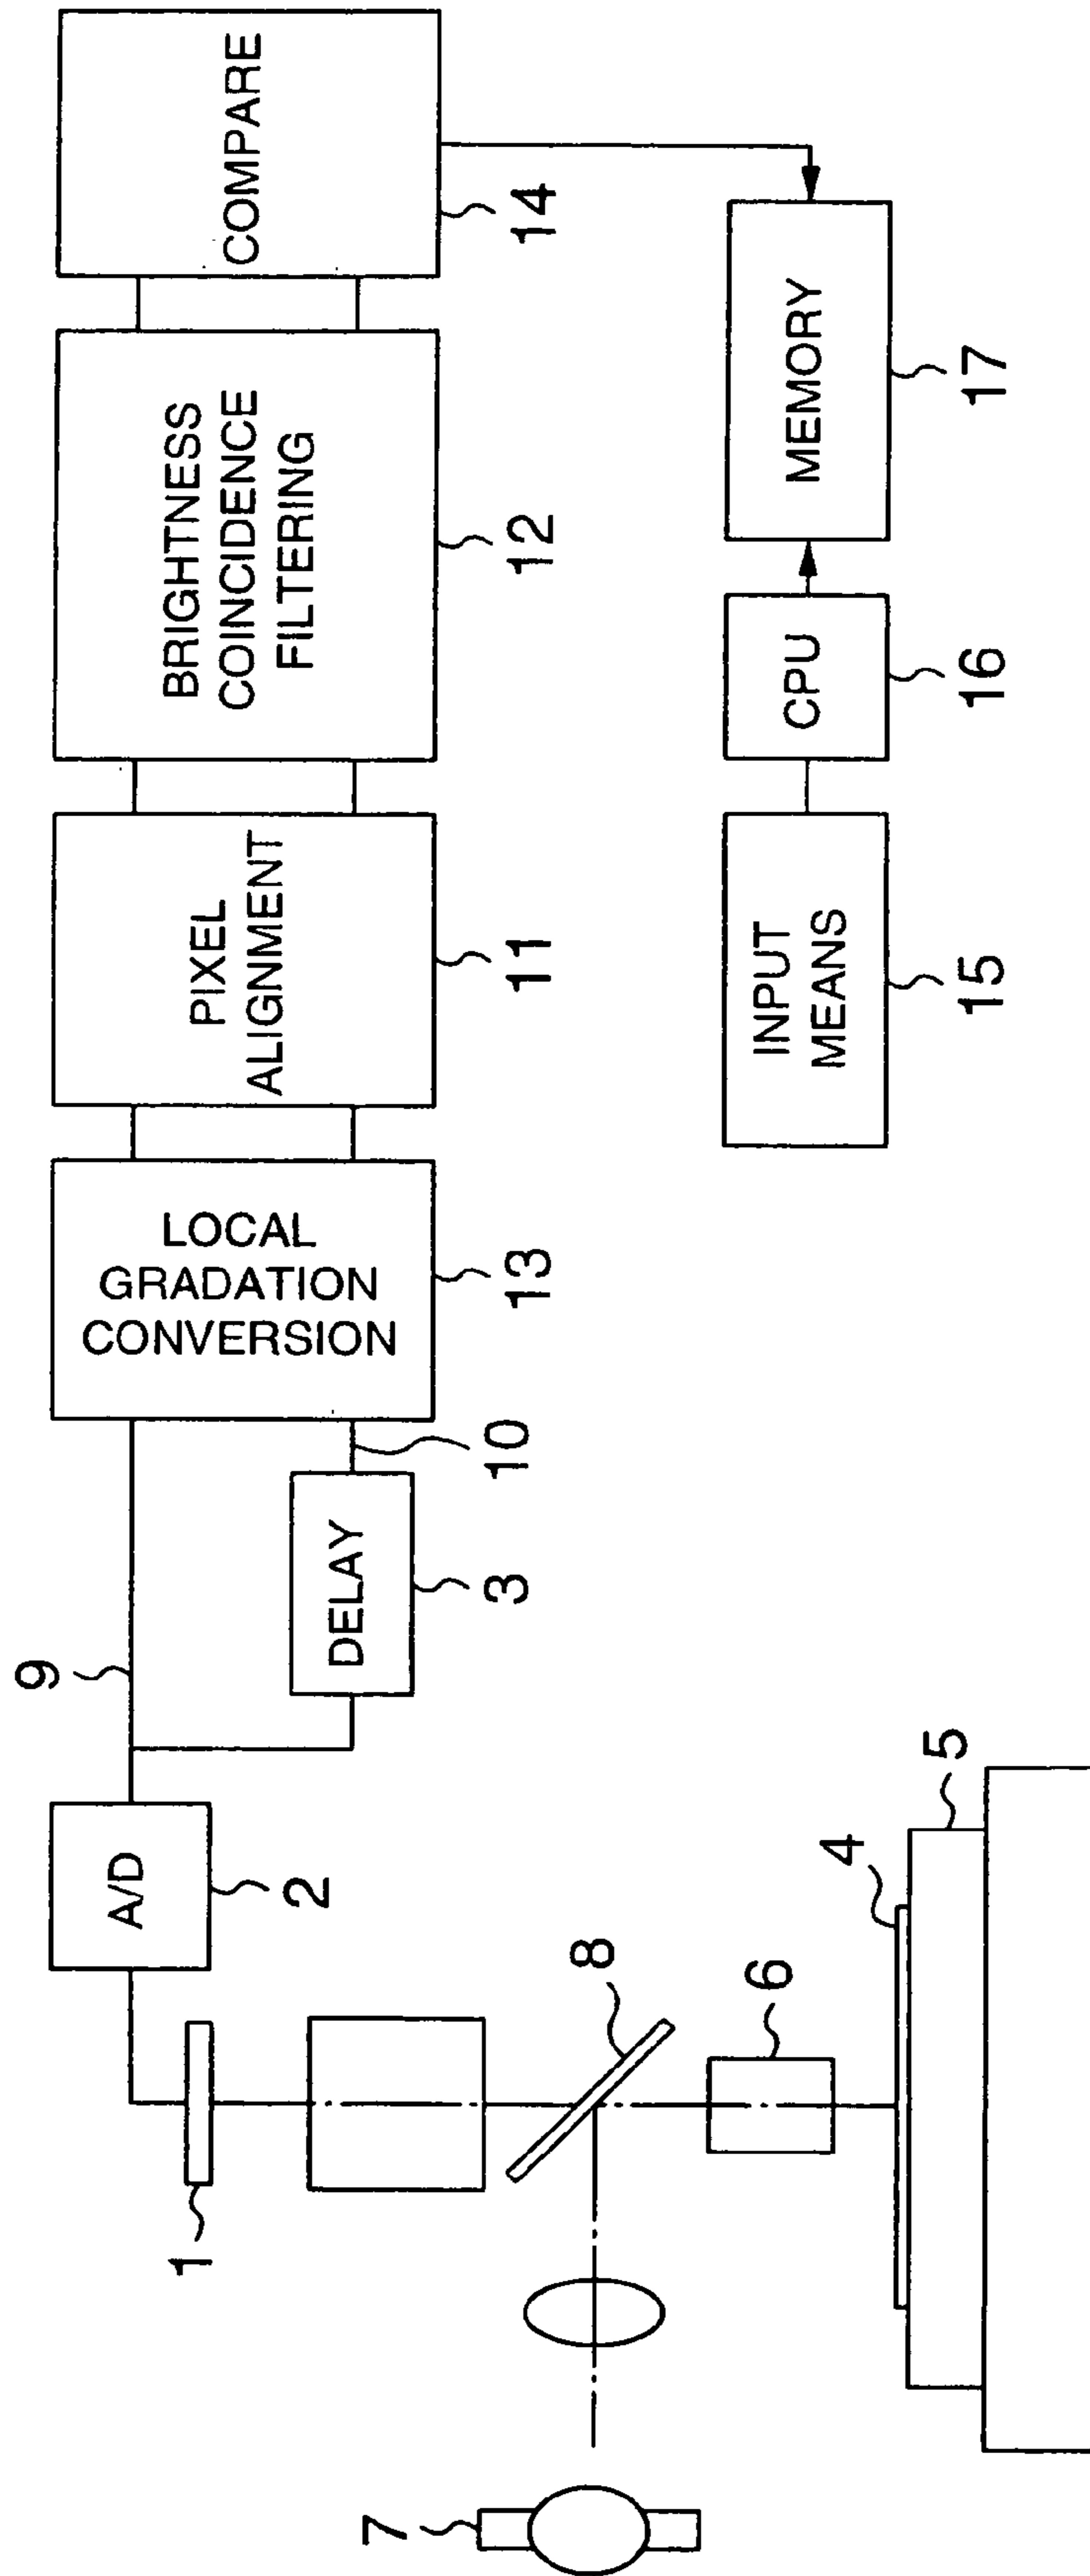 9
A/D
2
1
DELAY
3
10
LOCAL
GRADATION
CONVERSION
13
PIXEL
ALIGNMENT
11
BRIGHTNESS
COINCIDENCE
FILTERING
12
COMPARE
14
7
8
6
4
5
INPUT
MEANS
15
CPU
16
MEMORY
17